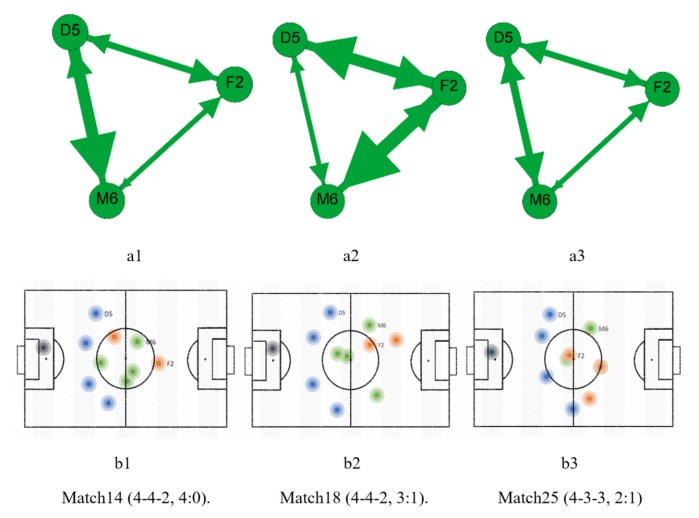 D5
F2
M6
D5
F2
M6
D5
F2
M6
a1
a2
a3
D5
M6
F2
D5
M6
F2
D5
M6
F2
b1
b2
b3
Match14 (4-4-2, 4:0).
Match18 (4-4-2, 3:1).
Match25 (4-3-3, 2:1)